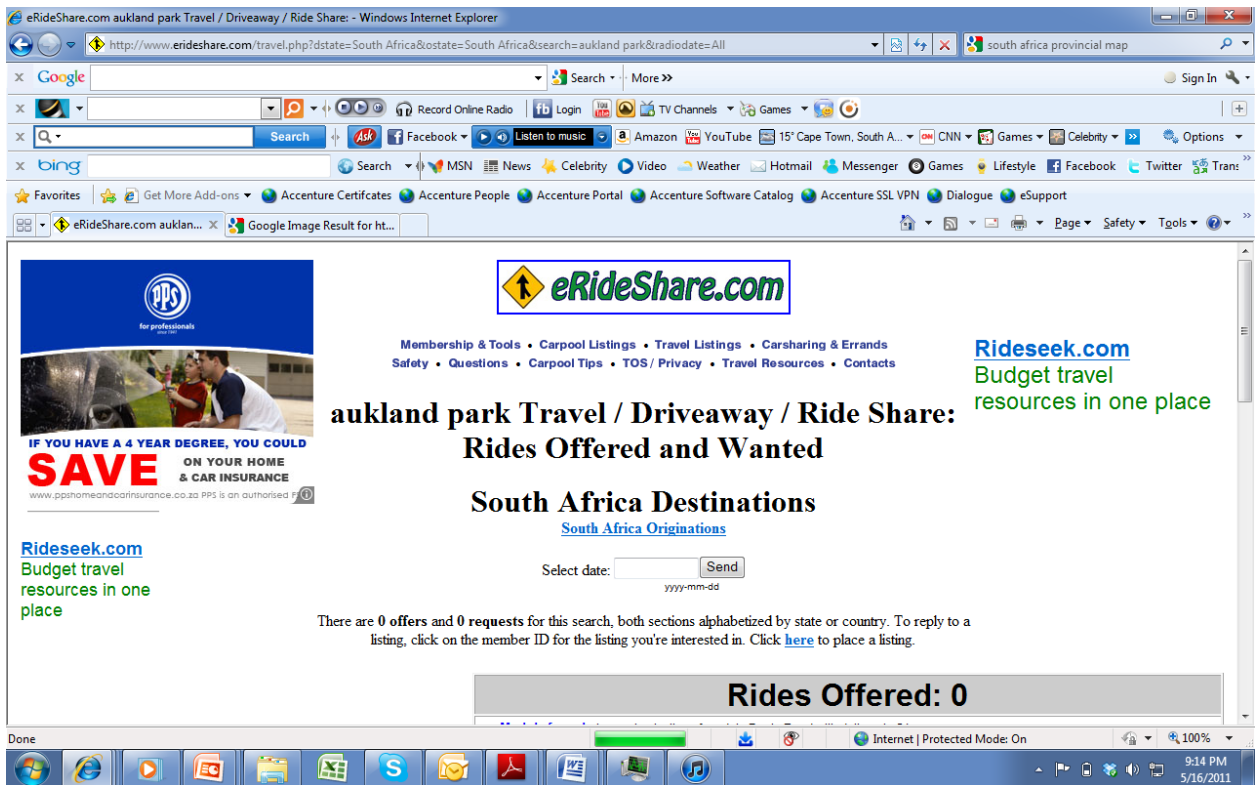 eRideShare.com aukland park Travel / Driveaway / Ride Share: - Windows Internet Explorer
http://www.erideshare.com/travel.php?dstate=South Africa&ostate=South Africa&search=aukland park&radiodate=All south africa provincial map
x Google Search More >> Sign In
x Record Online Radio fb Login You Tube TV Channels Games
x Search Ask Facebook Listen to music Amazon YouTube 15° Cape Town, South A... CNN Games Celebrity Options
x bing Search MSN News Celebrity Video Weather Hotmail Messenger Games Lifestyle Facebook Twitter Trans
Favorites Get More Add-ons Accenture Certifcates Accenture People Accenture Portal Accenture Software Catalog Accenture SSL VPN Dialogue eSupport
eRideShare.com auklan... x Google Image Result for ht... Page Safety Tools
PPS
for professionals
since 1941
IF YOU HAVE A 4 YEAR DEGREE, YOU COULD
SAVE ON YOUR HOME
& CAR INSURANCE
www.ppshomeandcarinsurance.co.za PPS is an authorised F
Rideseek.com
Budget travel
resources in one
place
eRideShare.com
Membership & Tools • Carpool Listings • Travel Listings • Carsharing & Errands
Safety • Questions • Carpool Tips • TOS / Privacy • Travel Resources • Contacts
Rideseek.com
Budget travel
resources in one place
aukland park Travel / Driveaway / Ride Share:
Rides Offered and Wanted
South Africa Destinations
South Africa Originations
Select date: Send
yyyy-mm-dd
There are 0 offers and 0 requests for this search, both sections alphabetized by state or country. To reply to a
listing, click on the member ID for the listing you're interested in. Click here to place a listing.
Rides Offered: 0
Done Internet | Protected Mode: On 100%
9:14 PM
5/16/2011